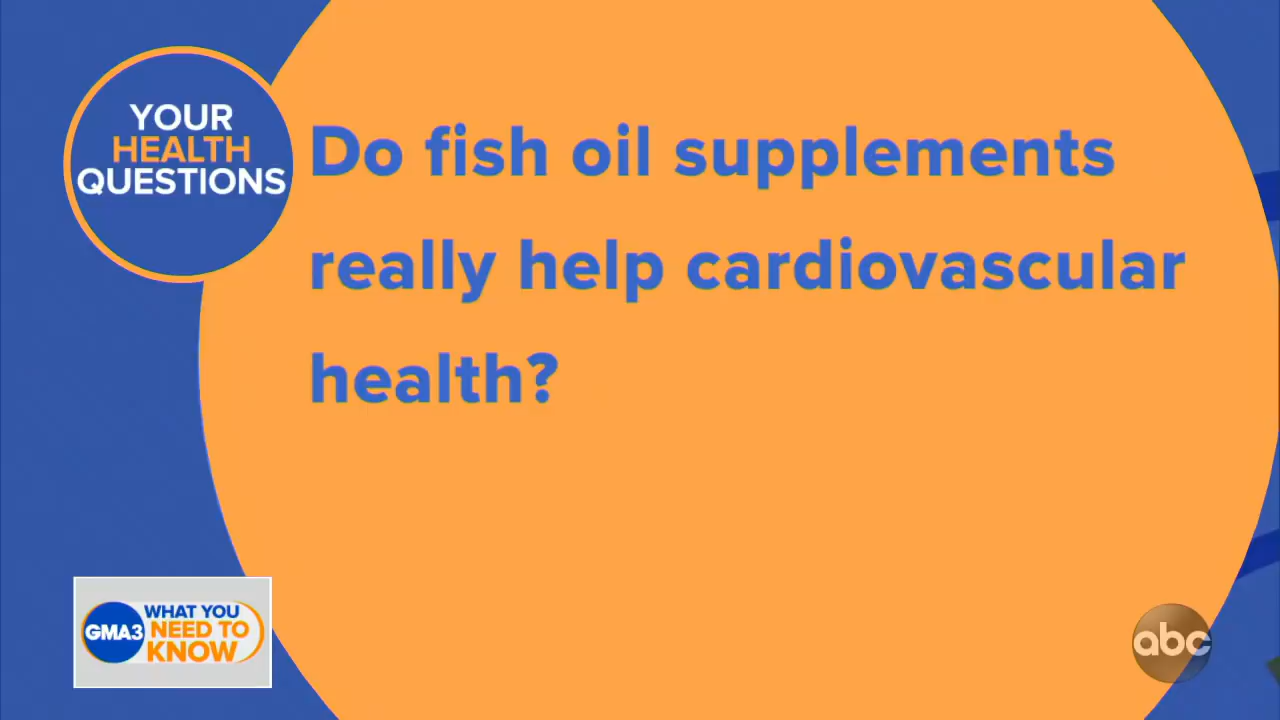 YOUR
HEALTH
QUESTIONS
Do fish oil supplements
really help cardiovascular
health?
GMA3
WHAT YOU
NEED TO
KNOW
abc